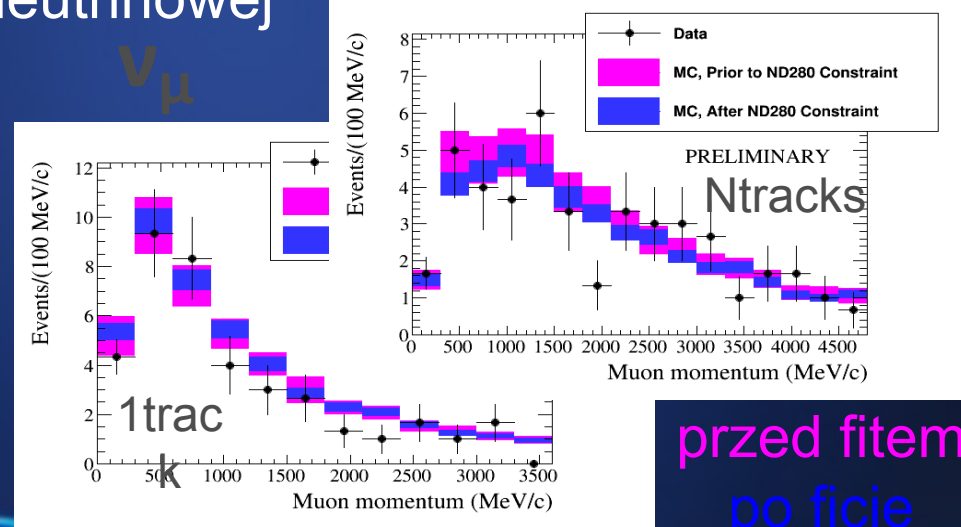 νμ
Events/(100 MeV/c)
8
7
6
5
4
3
2
1
0
0 500 1000 1500 2000 2500 3000 3500 4000 4500
Muon momentum (MeV/c)
Data
MC, Prior to ND280 Constraint
MC, After ND280 Constraint
PRELIMINARY
Ntracks
Events/(100 MeV/c)
12
10
8
6
4
2
0
0 500 1000 1500 2000 2500 3000 3500
Muon momentum (MeV/c)
1trac
k
przed fitem
po ficie